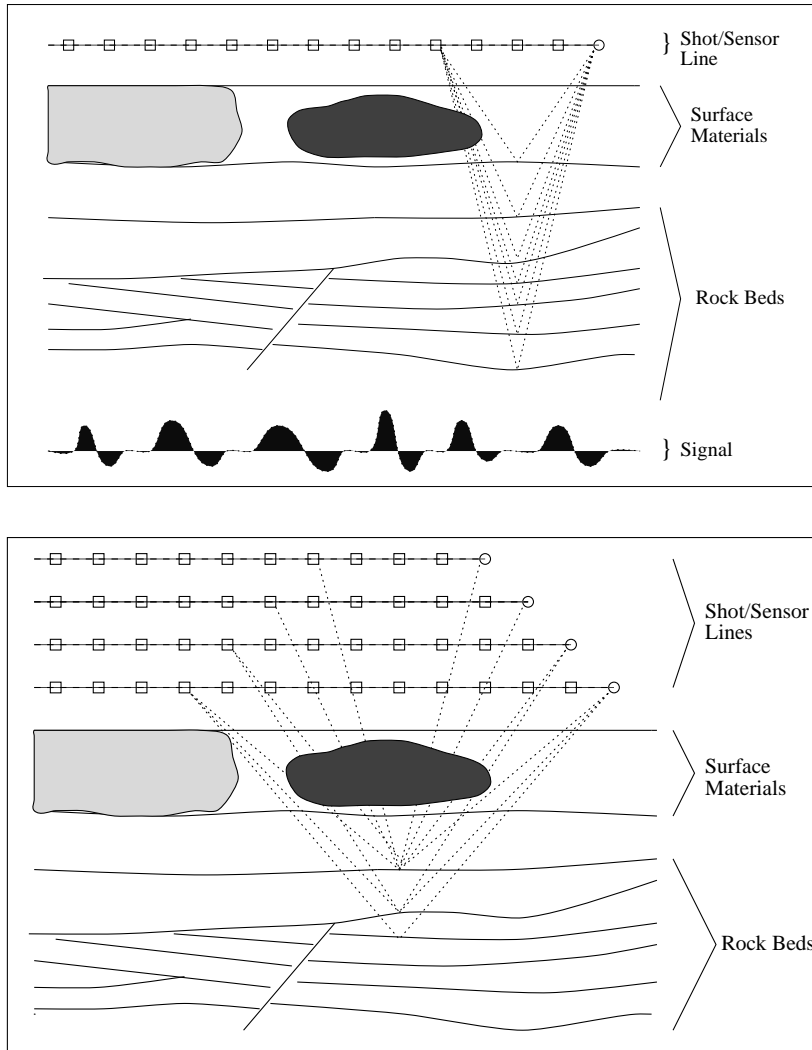 Shot/Sensor
Line
Surface
Materials
Rock Beds
Signal
Shot/Sensor
Lines
Surface
Materials
Rock Beds